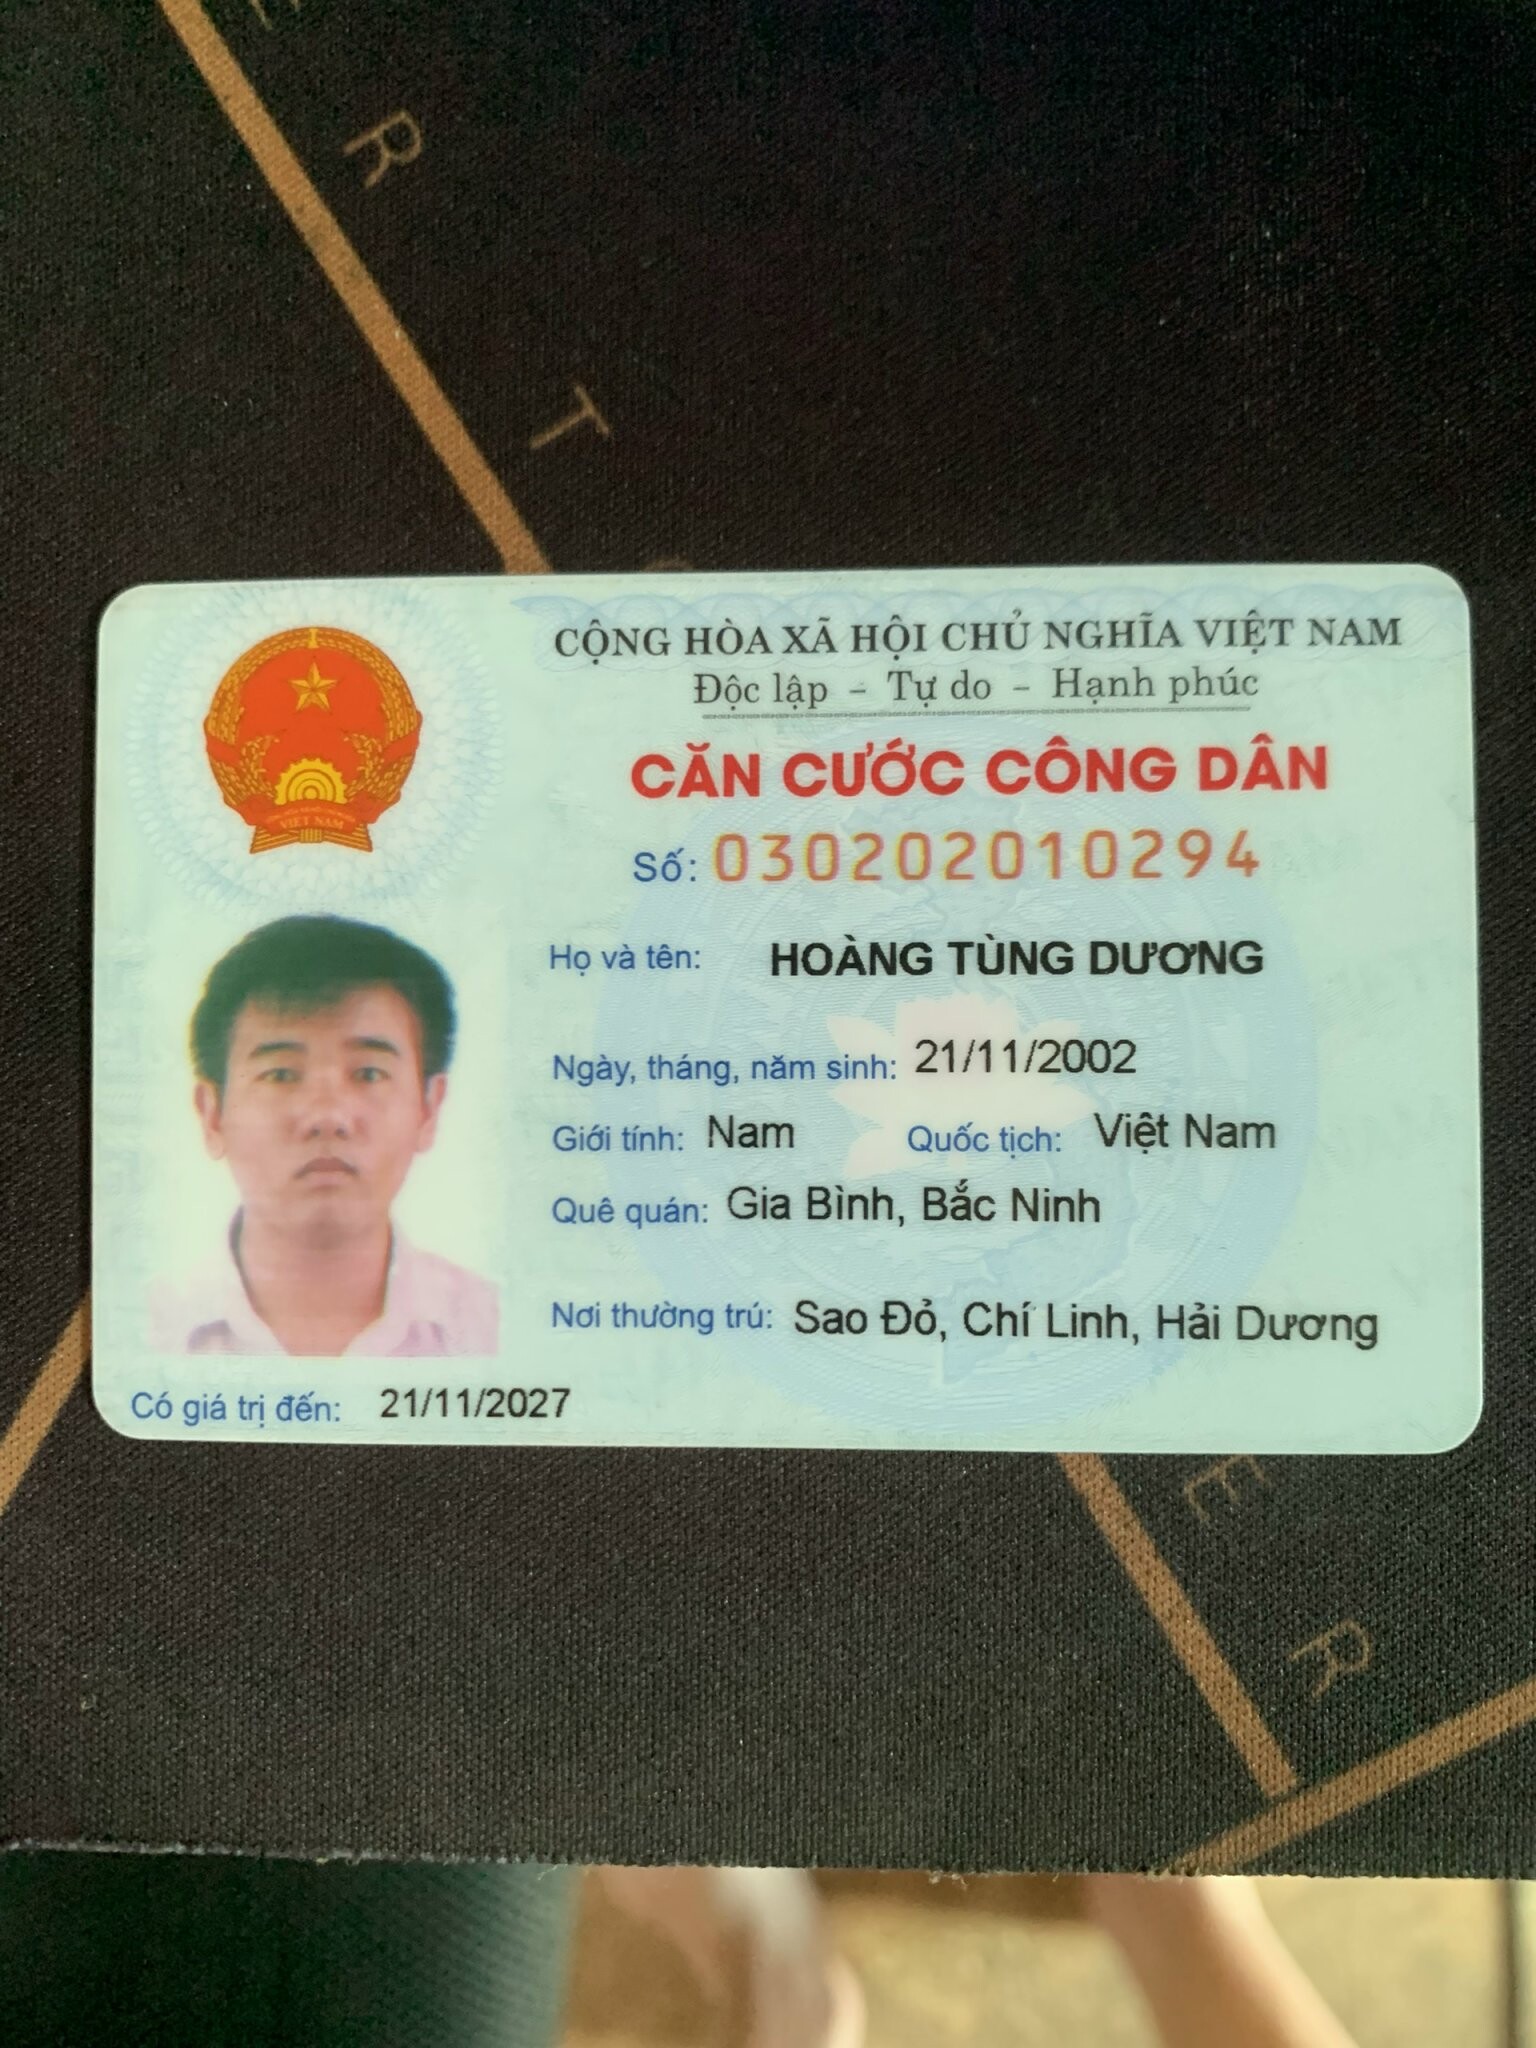 R
T
CỘNG HÒA XÃ HỘI CHỦ NGHĨA VIỆT NAM
Độc lập - Tự do - Hạnh phúc
CĂN CƯỚC CÔNG DÂN
VIỆT NAM
Số: 030202010294
Họ và tên: HOÀNG TÙNG DƯƠNG
Ngày, tháng, năm sinh: 21/11/2002
Giới tính: Nam Quốc tịch: Việt Nam
Quê quán: Gia Bình, Bắc Ninh
Nơi thường trú: Sao Đỏ, Chí Linh, Hải Dương
Có giá trị đến: 21/11/2027
E
R